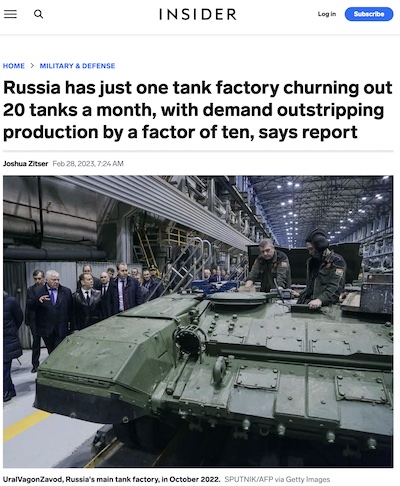 INSIDER
Log in
Subscribe
HOME > MILITARY & DEFENSE
Russia has just one tank factory churning out
20 tanks a month, with demand outstripping
production by a factor of ten, says report
Joshua Zitser Feb 28, 2023, 7:24 AM
UralVagonZavod, Russia's main tank factory, in October 2022. SPUTNIK/AFP via Getty Images